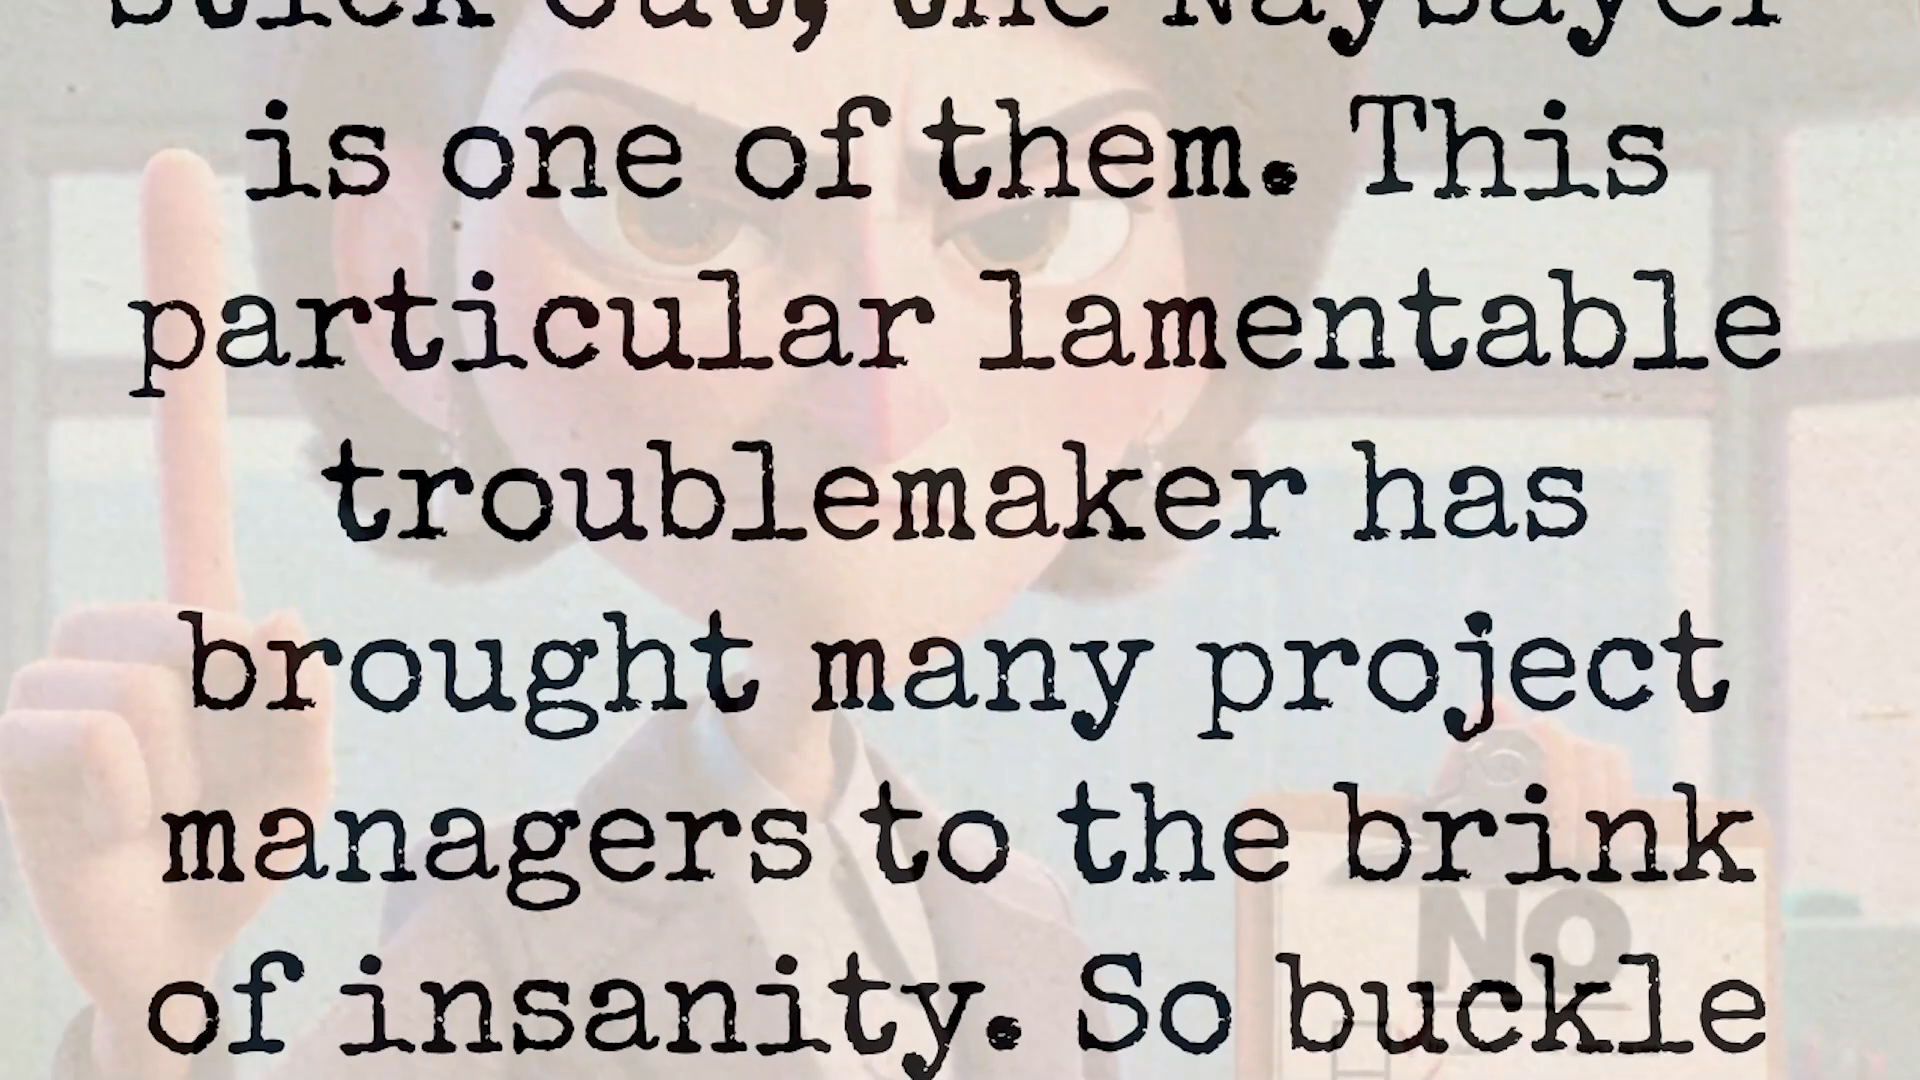 stick out, the Naysayer
is one of them. This
particular lamentable
troublemaker has
brought many project
managers to the brink
of insanity. So buckle
NO